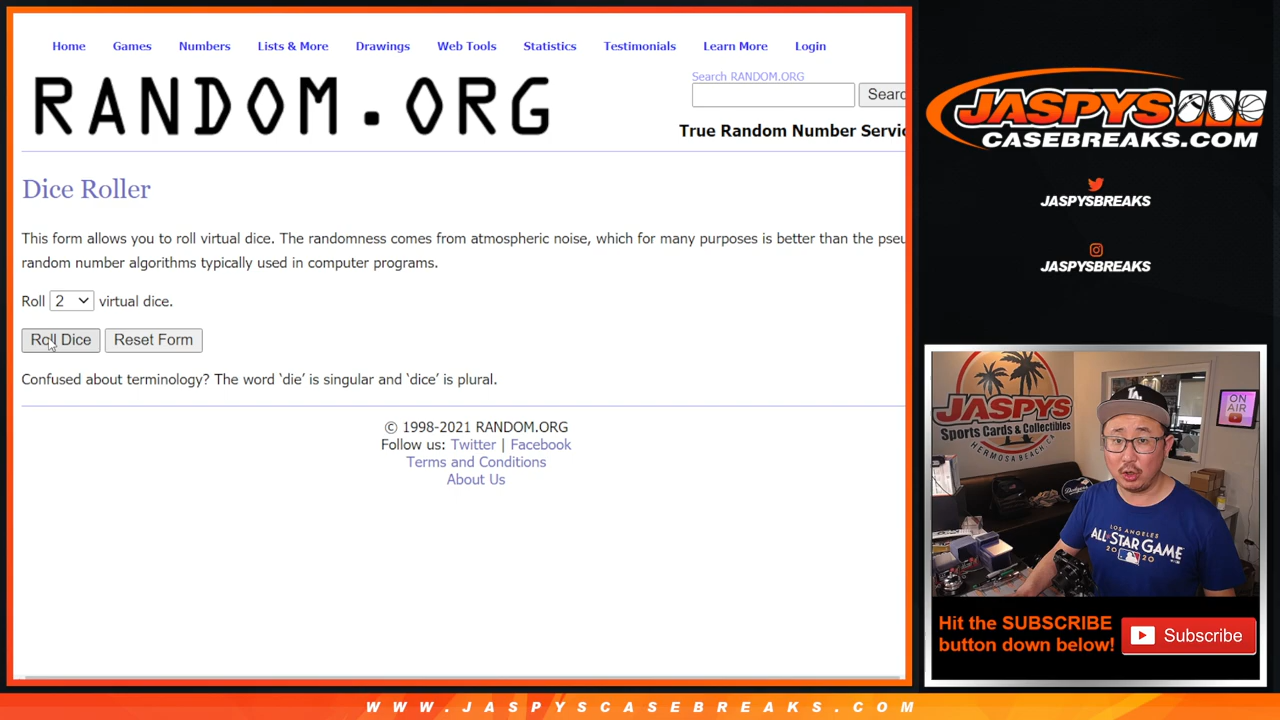 Home Games Numbers Lists & More Drawings Web Tools Statistics Testimonials Learn More Login
RANDOM.ORG
Search RANDOM.ORG
Searc
True Random Number Servic
Dice Roller
This form allows you to roll virtual dice. The randomness comes from atmospheric noise, which for many purposes is better than the pseu
random number algorithms typically used in computer programs.
Roll 2 virtual dice.
Roll Dice Reset Form
Confused about terminology? The word ‘die’ is singular and ‘dice’ is plural.
© 1998-2021 RANDOM.ORG
Follow us: Twitter | Facebook
Terms and Conditions
About Us
JASPYS
CASEBREAKS.COM
JASPYSBREAKS
JASPYSBREAKS
JASPYS
Sports Cards & Collectibles
HERMOSA BEACH, CA
ON
AIR
LA
Dodgers
LOS ANGELES
ALL STAR GAME
2020
Hit the SUBSCRIBE
button down below!
Subscribe
WWW.JASPYSCASEBREAKS.COM